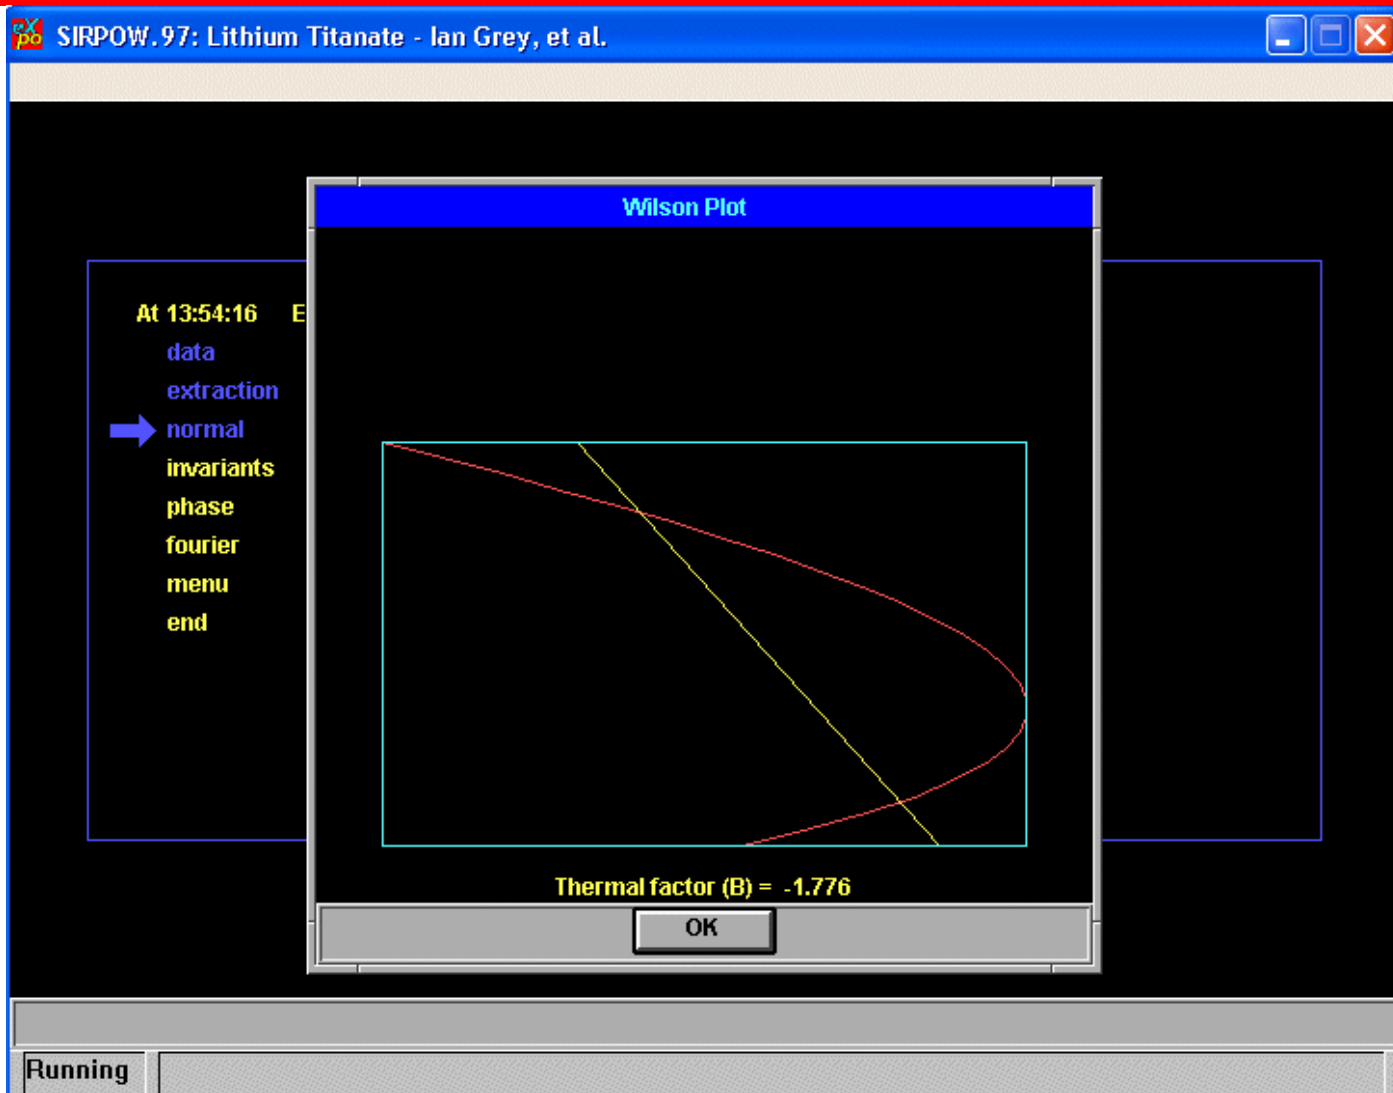 eXpo SIRPOW.97: Lithium Titanate - Ian Grey, et al.
Wilson Plot
At 13:54:16 E
data
extraction
normal
invariants
phase
fourier
menu
end
Thermal factor (B) = -1.776
OK
Running